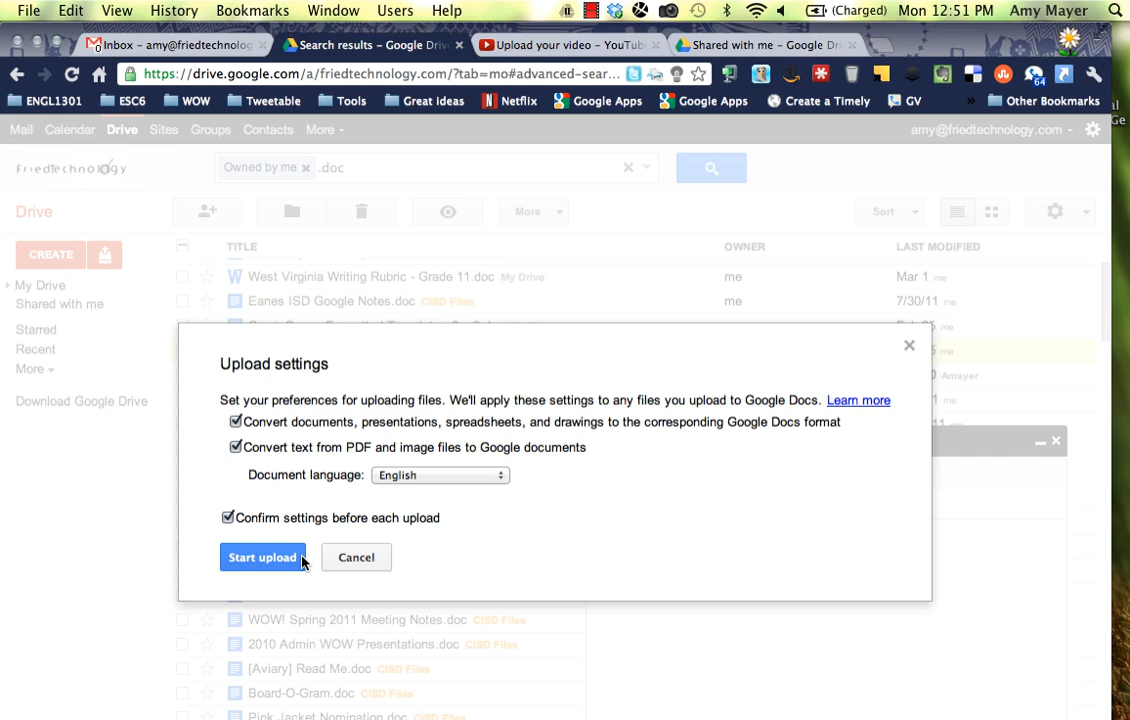 File Edit View History Bookmarks Window Users Help (Charged) Mon 12:51 PM Amy Mayer
Inbox - amy@friedtechnolog Search results – Google Driv Upload your video – YouTub Shared with me – Google Dr
https://drive.google.com/a/friedtechnology.com/?tab=mo#advanced-sear... 64
ENGL1301 ESC6 WOW Tweetable Tools Great ideas Netflix Google Apps Google Apps Create a Timely GV » Other Bookmarks
Mail Calendar Drive Sites Groups Contacts More amy@friedtechnology.com
FriedTechnology Owned by me .doc
Drive More Sort
CREATE TITLE OWNER LAST MODIFIED
West Virginia Writing Rubric - Grade 11.doc My Drive me Mar 1 me
My Drive
Eanes ISD Google Notes.doc CISD Files me 7/30/11 me
Shared with me
Starred
Recent
More
Download Google Drive
Upload settings
Set your preferences for uploading files. We'll apply these settings to any files you upload to Google Docs. Learn more
Convert documents, presentations, spreadsheets, and drawings to the corresponding Google Docs format
Convert text from PDF and image files to Google documents
Document language: English
Confirm settings before each upload
Start upload Cancel
WOW! Spring 2011 Meeting Notes.doc CISD Files
2010 Admin WOW Presentations.doc CISD Files
[Aviary] Read Me.doc CISD Files
Board-O-Gram.doc CISD Files
Pink Jacket Nomination.doc CISD Files